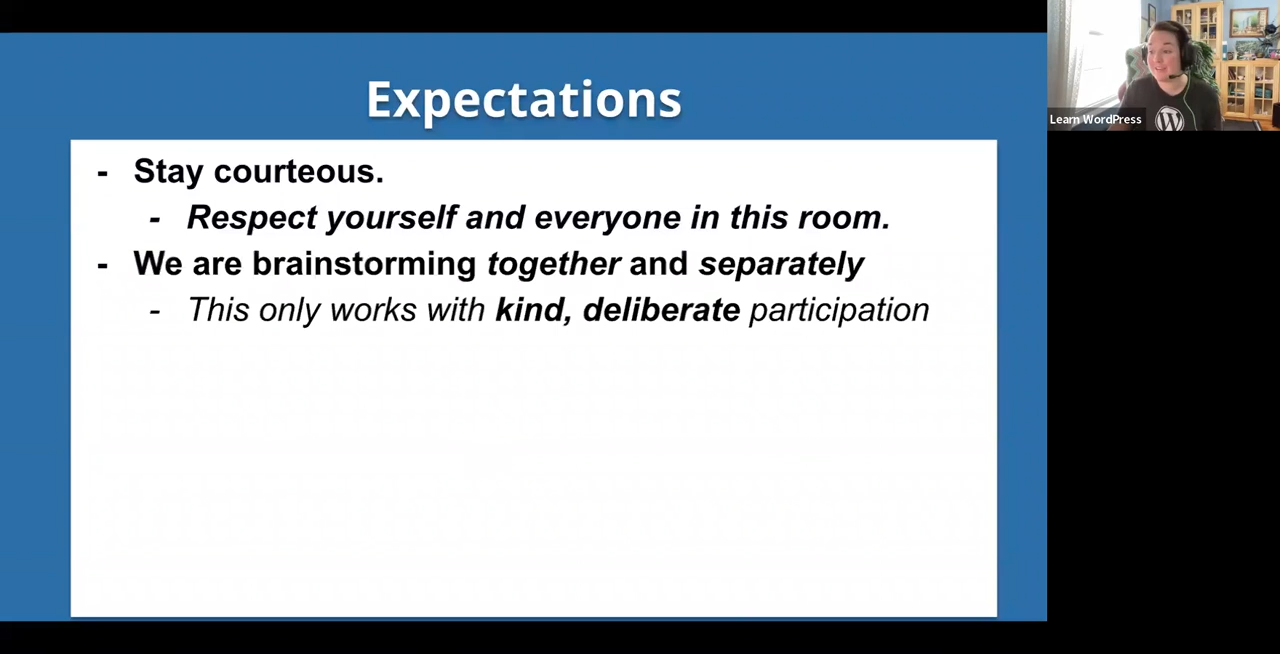 Expectations
- Stay courteous.
- Respect yourself and everyone in this room.
- We are brainstorming together and separately
- This only works with kind, deliberate participation
Learn WordPress